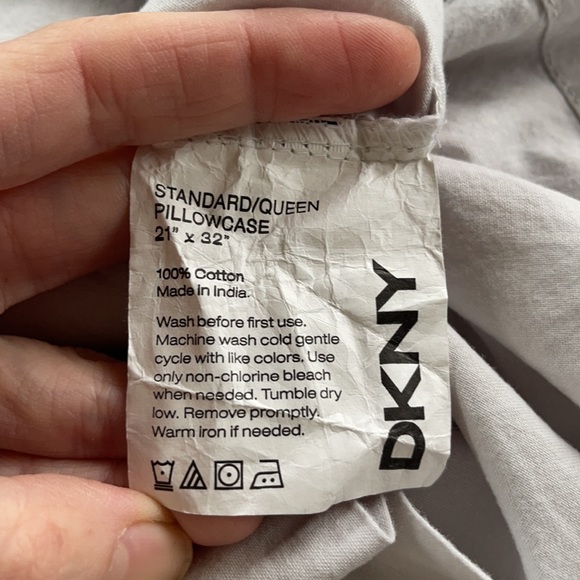 STANDARD/QUEEN
PILLOWCASE
21" x 32"
100% Cotton
Made in India.
Wash before first use.
Machine wash cold gentle
cycle with like colors. Use
only non-chlorine bleach
when needed. Tumble dry
low. Remove promptly.
Warm iron if needed.
DKNY